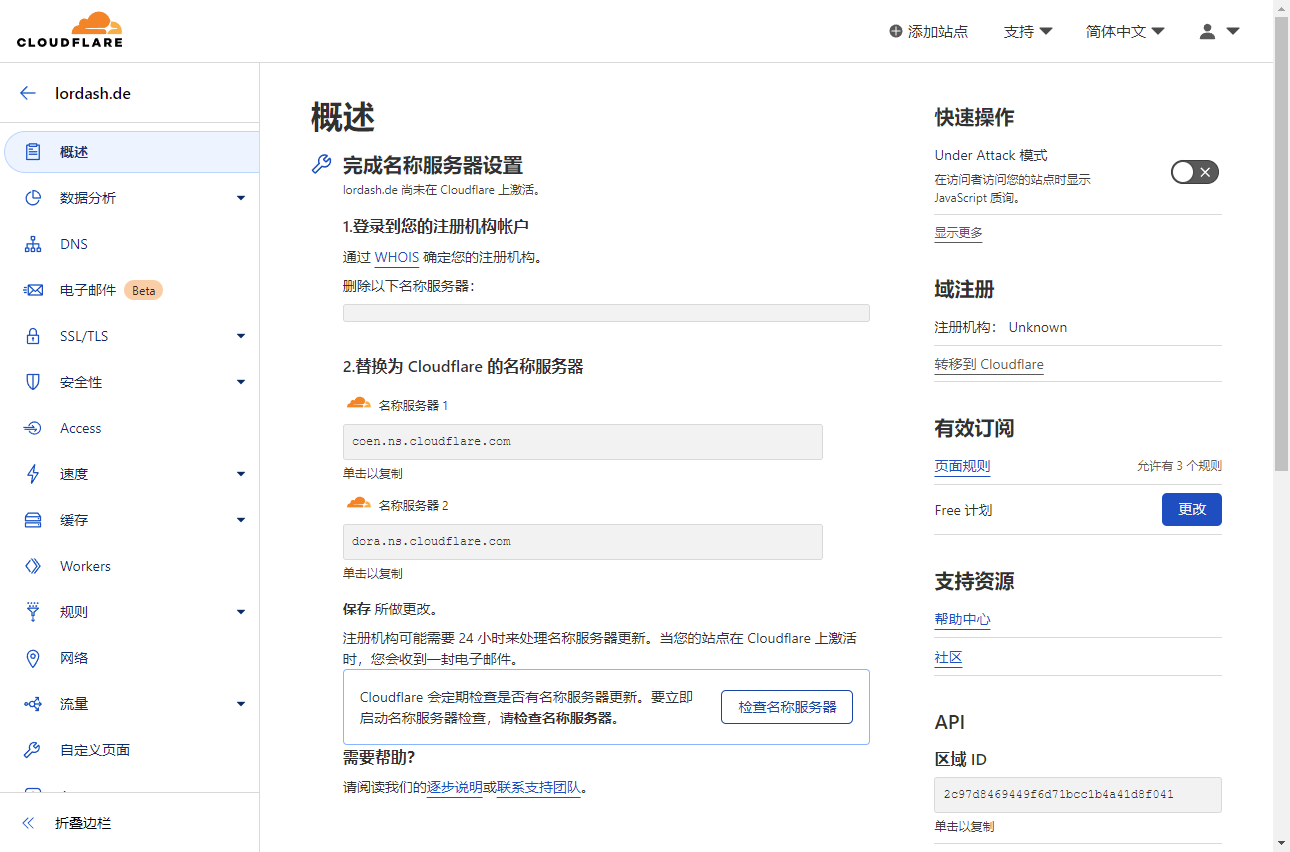 CLOUDFLARE
添加站点
支持
简体中文
lordash.de
概述
数据分析
DNS
电子邮件 Beta
SSL/TLS
安全性
Access
速度
缓存
Workers
规则
网络
流量
自定义页面
折叠边栏
概述
完成名称服务器设置
lordash.de 尚未在 Cloudflare 上激活。
1.登录到您的注册机构帐户
通过 WHOIS 确定您的注册机构。
删除以下名称服务器：
2.替换为 Cloudflare 的名称服务器
名称服务器 1
coen.ns.cloudflare.com
单击以复制
名称服务器 2
dora.ns.cloudflare.com
单击以复制
保存 所做更改。
注册机构可能需要 24 小时来处理名称服务器更新。当您的站点在 Cloudflare 上激活
时，您会收到一封电子邮件。
Cloudflare 会定期检查是否有名称服务器更新。要立即
启动名称服务器检查，请检查名称服务器。
检查名称服务器
需要帮助？
请阅读我们的逐步说明或联系支持团队。
快速操作
Under Attack 模式
在访问者访问您的站点时显示
JavaScript 质询。
显示更多
域注册
注册机构： Unknown
转移到 Cloudflare
有效订阅
页面规则
允许有 3 个规则
Free 计划
更改
支持资源
帮助中心
社区
API
区域 ID
2c97d8469449f6d71bcc1b4a41d8f041
单击以复制